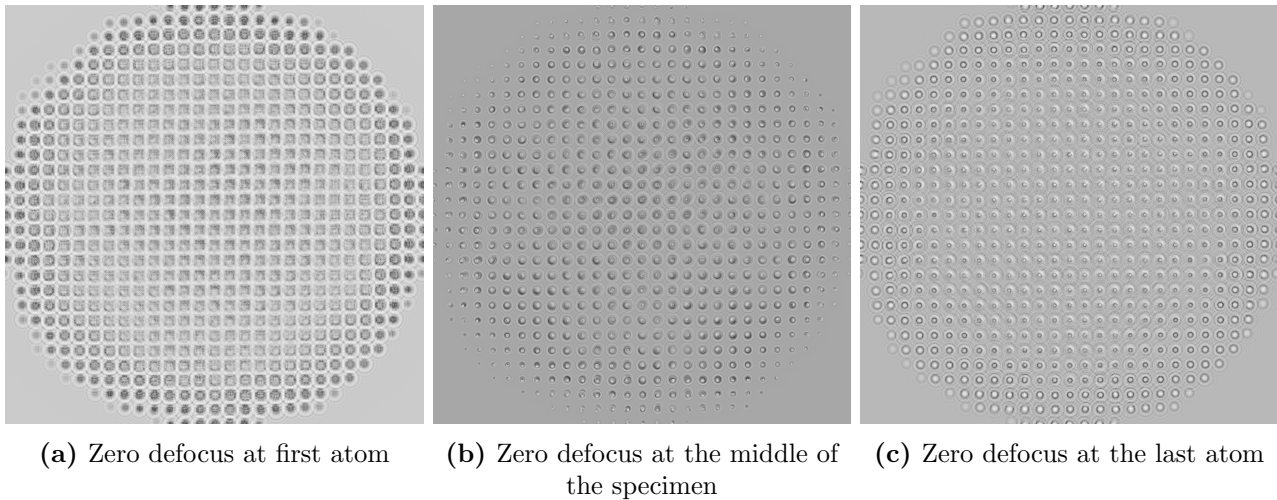 (a) Zero defocus at first atom
(b) Zero defocus at the middle of
the specimen
(c) Zero defocus at the last atom